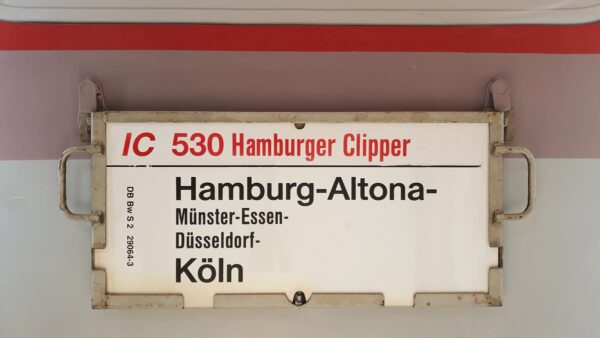 IC 530 Hamburger Clipper
Hamburg-Altona-
Münster-Essen-
Düsseldorf-
Köln
DB Bw S 2 29064-3